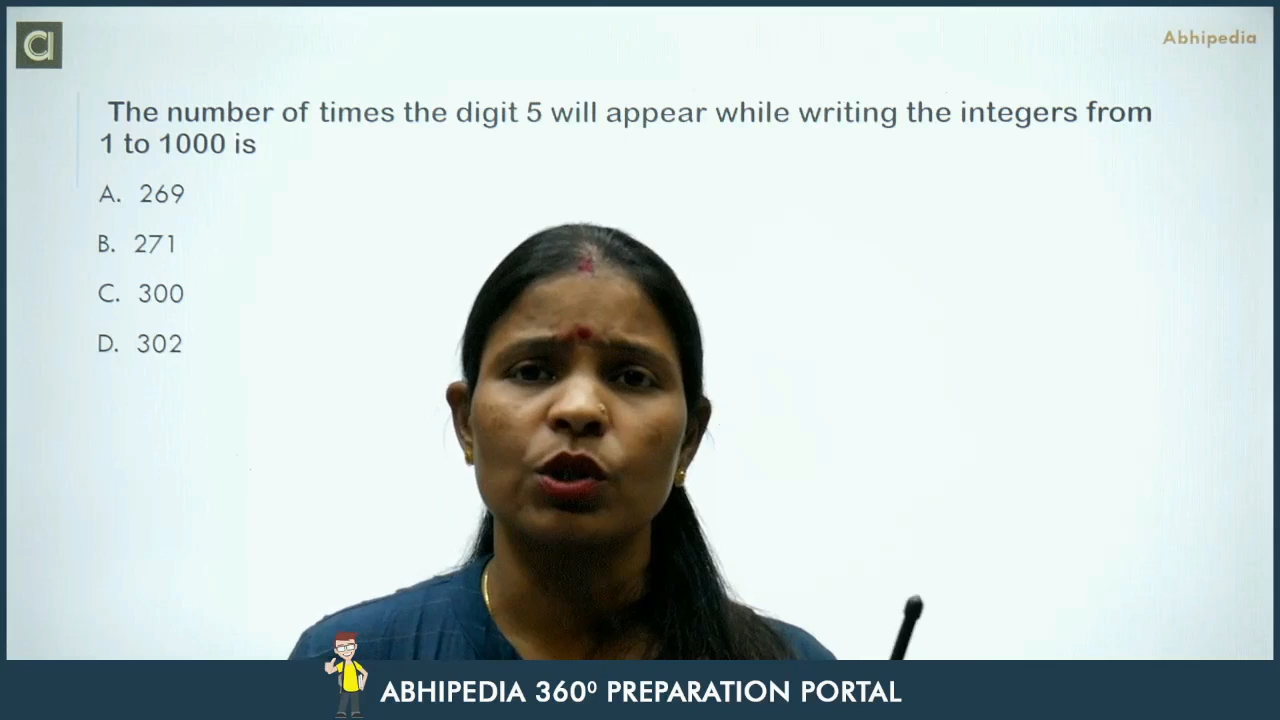 Abhipedia
The number of times the digit 5 will appear while writing the integers from
1 to 1000 is
A. 269
B. 271
C. 300
D. 302
ABHIPEDIA 360⁰ PREPARATION PORTAL